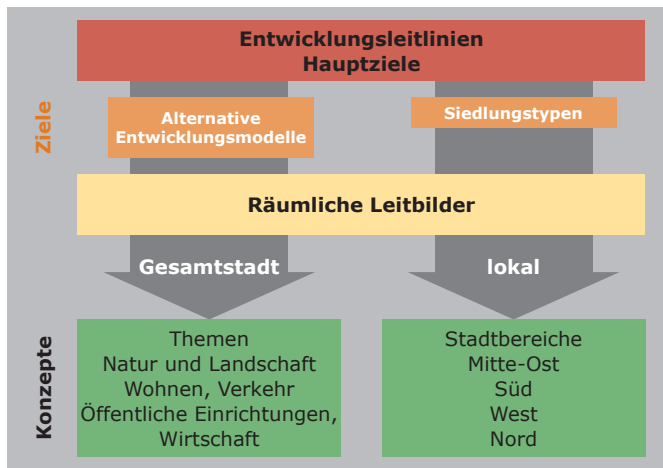 Entwicklungsleitlinien
Hauptziele
Ziele
Alternative
Entwicklungsmodelle
Siedlungstypen
Räumliche Leitbilder
Gesamtstadt
lokal
Konzepte
Themen
Natur und Landschaft
Wohnen, Verkehr
Öffentliche Einrichtungen,
Wirtschaft
Stadtbereiche
Mitte-Ost
Süd
West
Nord